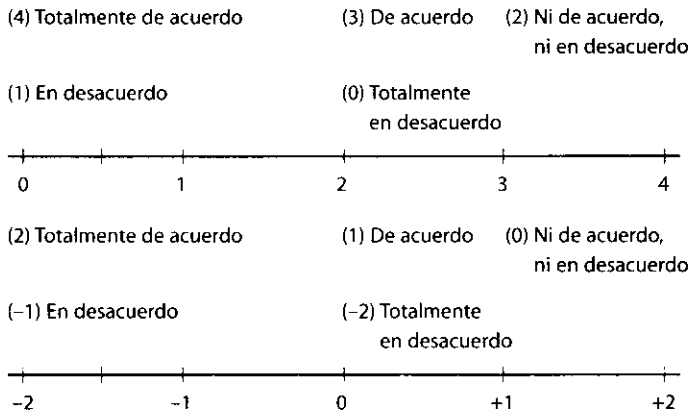 (4) Totalmente de acuerdo (3) De acuerdo (2) Ni de acuerdo,
ni en desacuerdo
(1) En desacuerdo (0) Totalmente
en desacuerdo
0 1 2 3 4
(2) Totalmente de acuerdo (1) De acuerdo (0) Ni de acuerdo,
ni en desacuerdo
(–1) En desacuerdo (–2) Totalmente
en desacuerdo
–2 –1 0 +1 +2